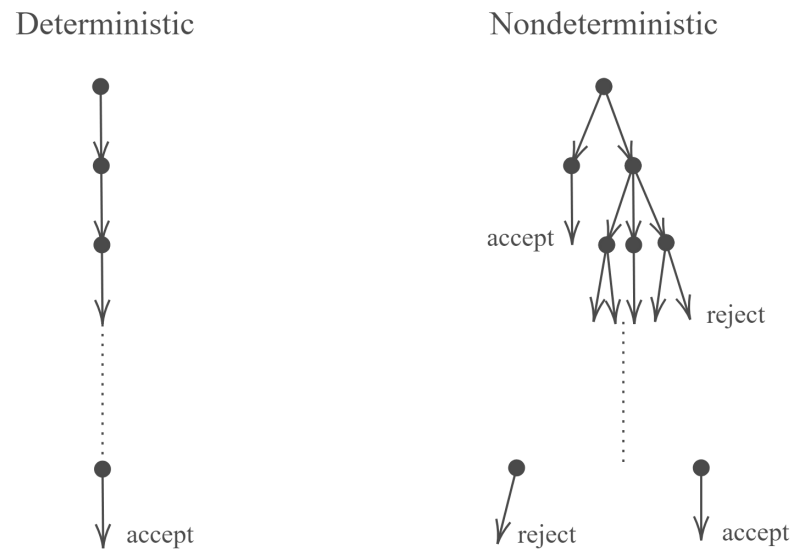 Deterministic
Nondeterministic
accept
reject
accept
reject
accept